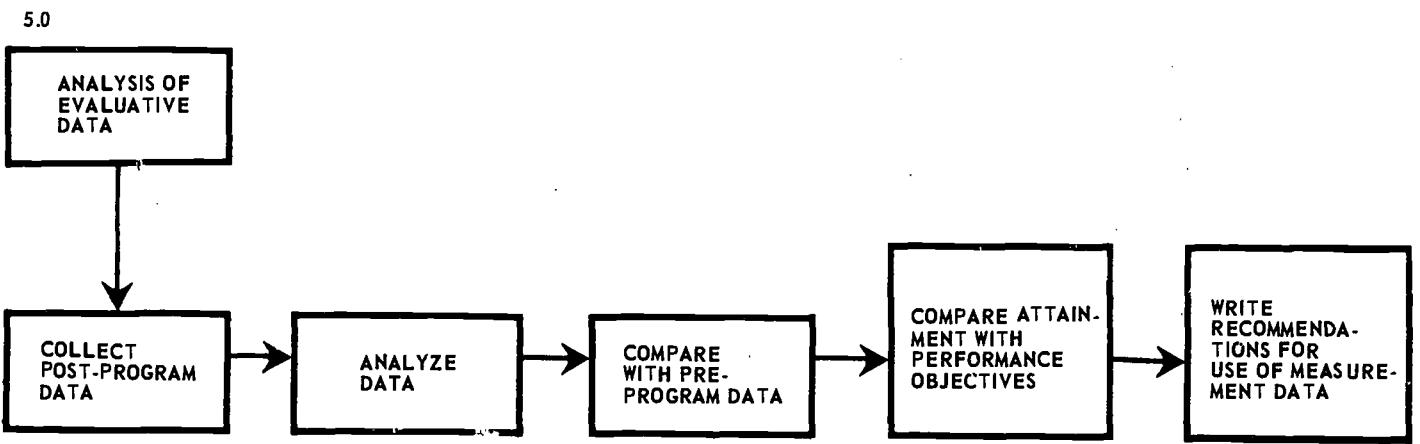 5.0
ANALYSIS OF
EVALUATIVE
DATA
COLLECT
POST-PROGRAM
DATA
ANALYZE
DATA
COMPARE
WITH PRE-
PROGRAM DATA
COMPARE ATTAIN-
MENT WITH
PERFORMANCE
OBJECTIVES
WRITE
RECOMMENDA-
TIONS FOR
USE OF MEASURE-
MENT DATA